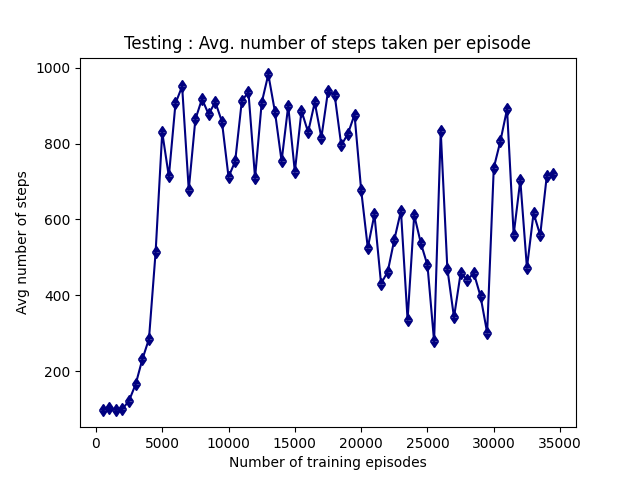 Testing : Avg. number of steps taken per episode
1000
800
600
400
200
Avg number of steps
0 5000 10000 15000 20000 25000 30000 35000
Number of training episodes